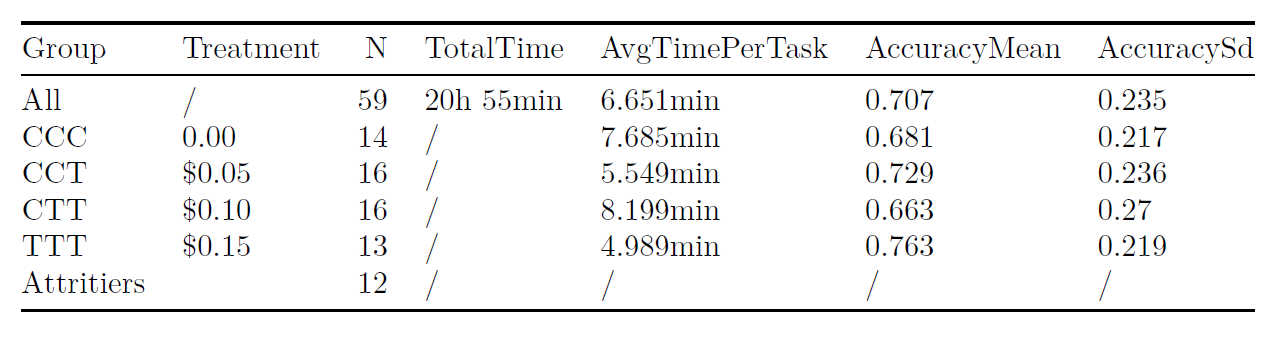 Group Treatment N TotalTime AvgTimePerTask AccuracyMean AccuracySd
All / 59 20h 55min 6.651min 0.707 0.235
CCC 0.00 14 / 7.685min 0.681 0.217
CCT $0.05 16 / 5.549min 0.729 0.236
CTT $0.10 16 / 8.199min 0.663 0.27
TTT $0.15 13 / 4.989min 0.763 0.219
Attritiers 12 / / / /